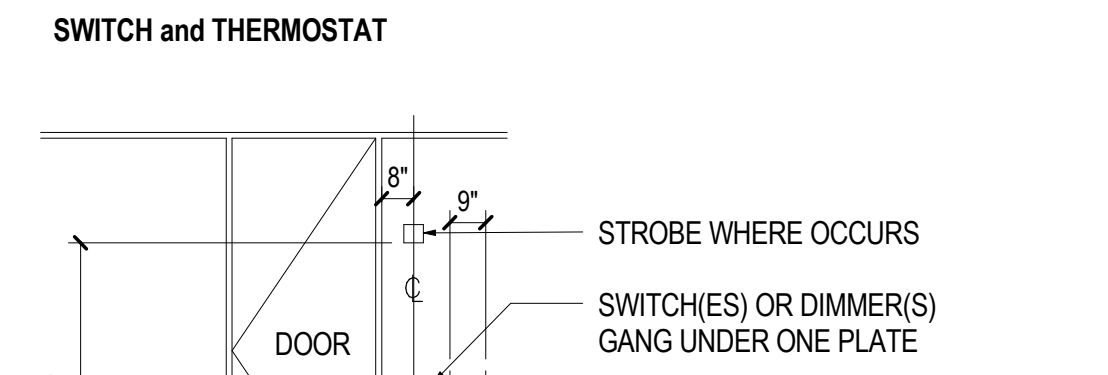 SWITCH and THERMOSTAT
8"
9"
STROBE WHERE OCCURS
℄
SWITCH(ES) OR DIMMER(S)
GANG UNDER ONE PLATE
DOOR